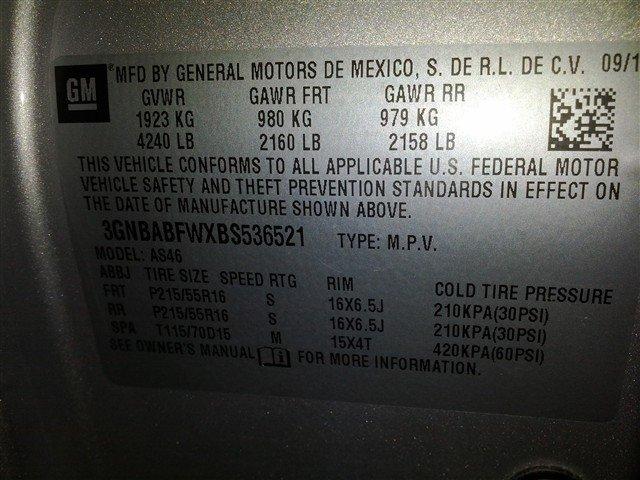 GM ®MFD BY GENERAL MOTORS DE MEXICO, S. DE R.L. DE C.V. 09/1
GVWR GAWR FRT GAWR RR
1923 KG 980 KG 979 KG
4240 LB 2160 LB 2158 LB
THIS VEHICLE CONFORMS TO ALL APPLICABLE U.S. FEDERAL MOTOR
VEHICLE SAFETY AND THEFT PREVENTION STANDARDS IN EFFECT ON
THE DATE OF MANUFACTURE SHOWN ABOVE.
3GNBABFWXBS536521 TYPE: M.P.V.
MODEL: AS46
ABBJ TIRE SIZE SPEED RTG RIM COLD TIRE PRESSURE
FRT P215/55R16 S 16X6.5J 210KPA(30PSI)
RR P215/55R16 S 16X6.5J 210KPA(30PSI)
SPA T115/70D15 M 15X4T 420KPA(60PSI)
SEE OWNER'S MANUAL FOR MORE INFORMATION.